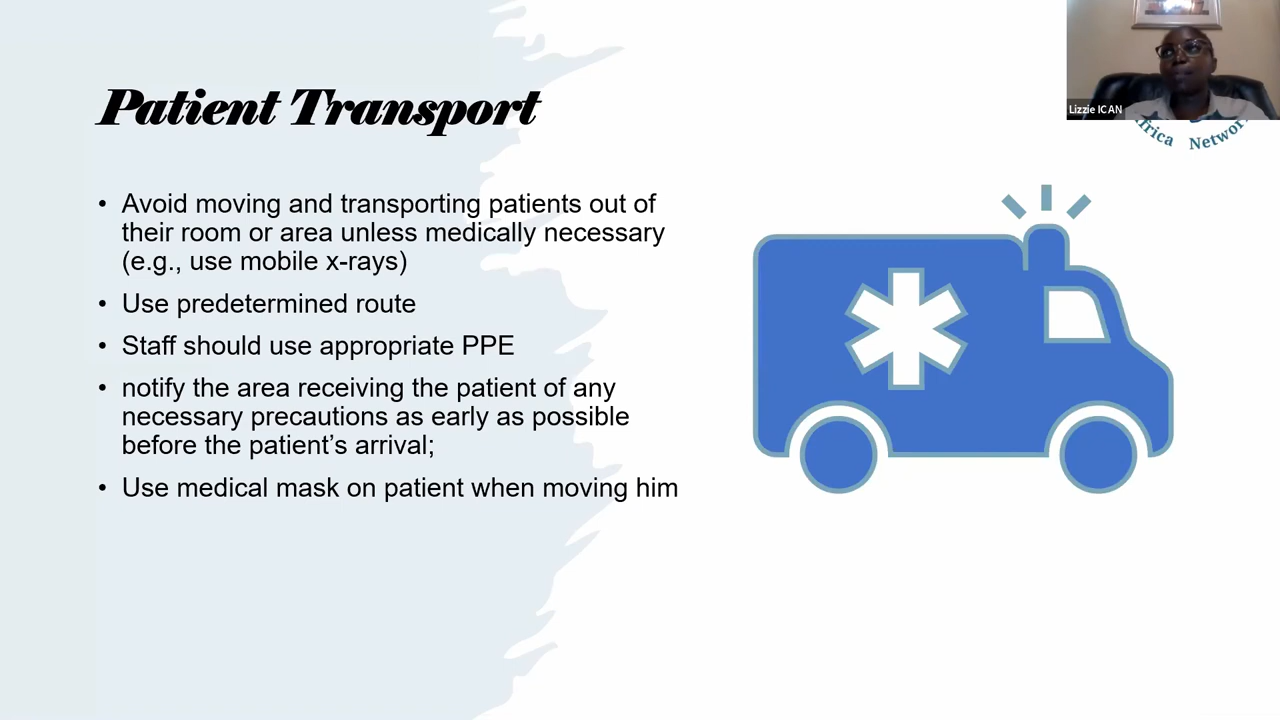 Patient Transport
• Avoid moving and transporting patients out of
their room or area unless medically necessary
(e.g., use mobile x-rays)
• Use predetermined route
• Staff should use appropriate PPE
• notify the area receiving the patient of any
necessary precautions as early as possible
before the patient's arrival;
• Use medical mask on patient when moving him
Lizzie ICAN